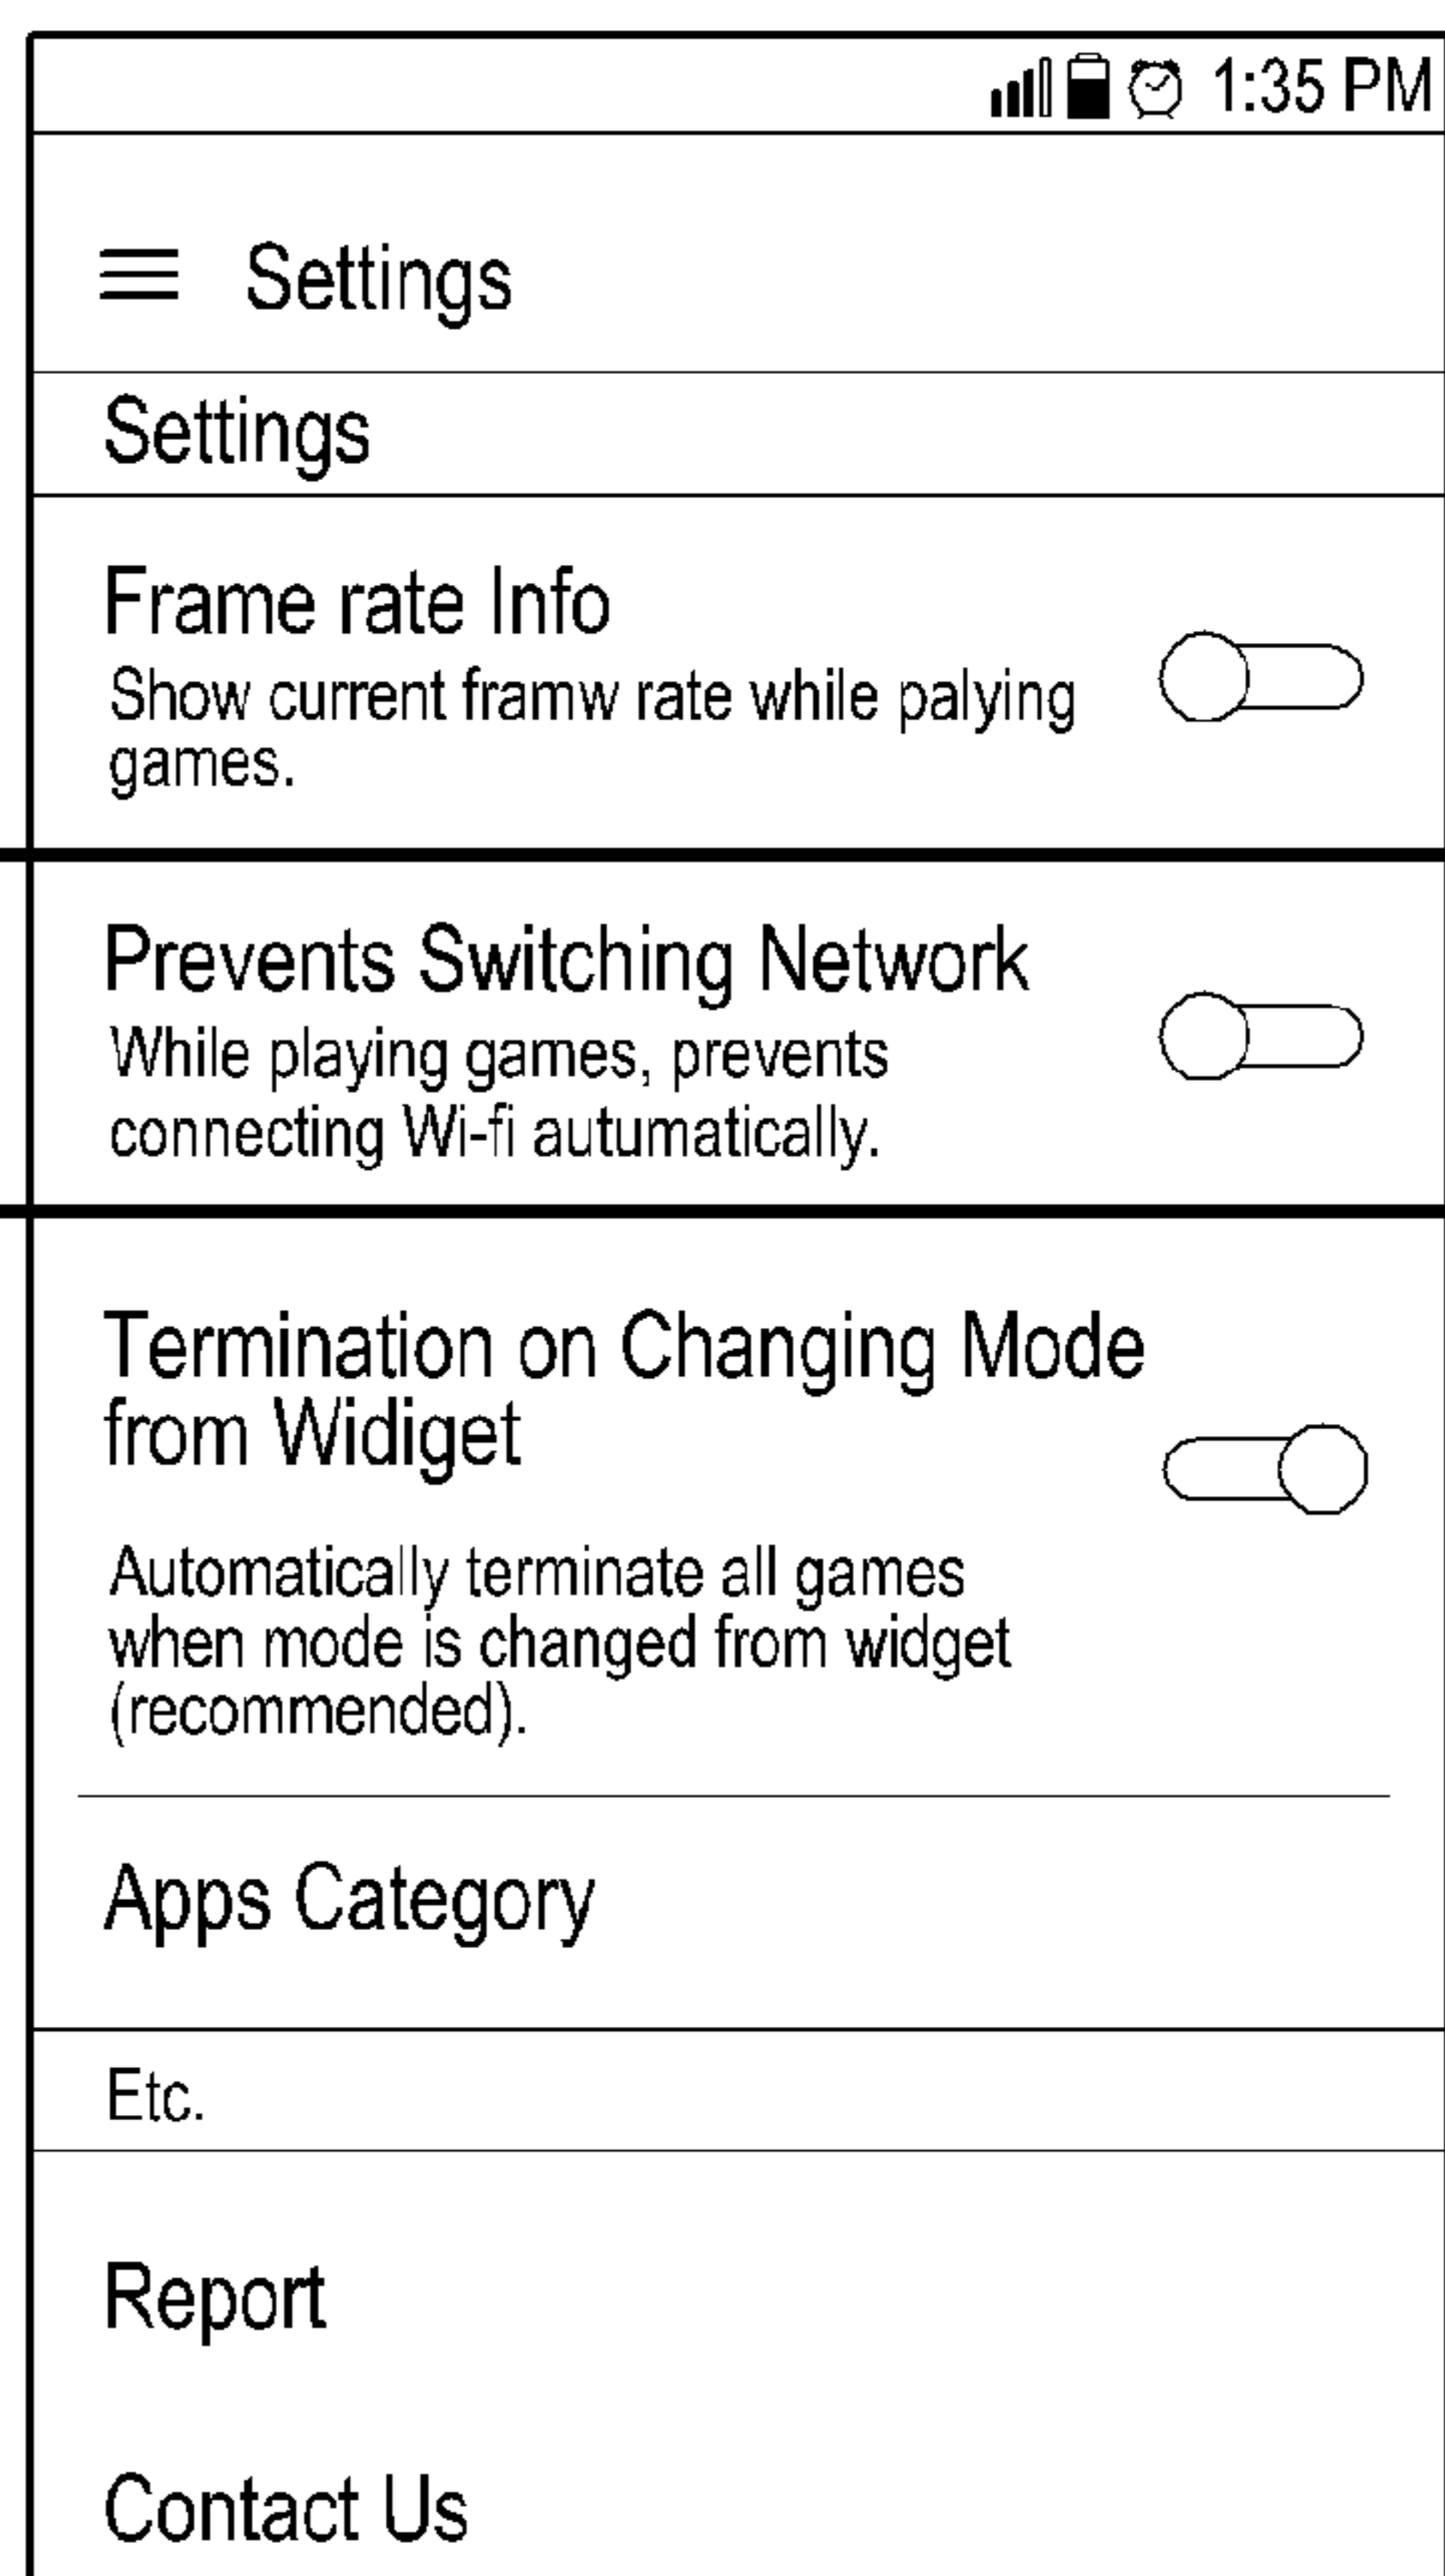 1:35 PM
Settings
Settings
Frame rate Info
Show current framw rate while palying
games.
Prevents Switching Network
While playing games, prevents
connecting Wi-fi autumatically.
Termination on Changing Mode
from Widiget
Automatically terminate all games
when mode is changed from widget
(recommended).
Apps Category
Etc.
Report
Contact Us